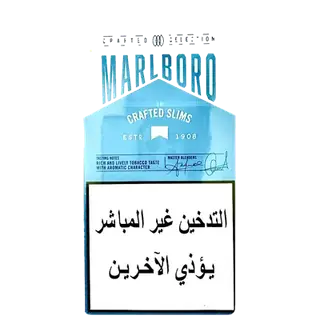 CRAFTED SELECTION
MARLBORO
CRAFTED SLIMS
ESTD 1908
TASTING NOTES
RICH AND LIVELY TOBACCO TASTE
WITH AROMATIC CHARACTER
MASTER BLENDERS
التدخين غير المباشر
يؤذي الآخرين